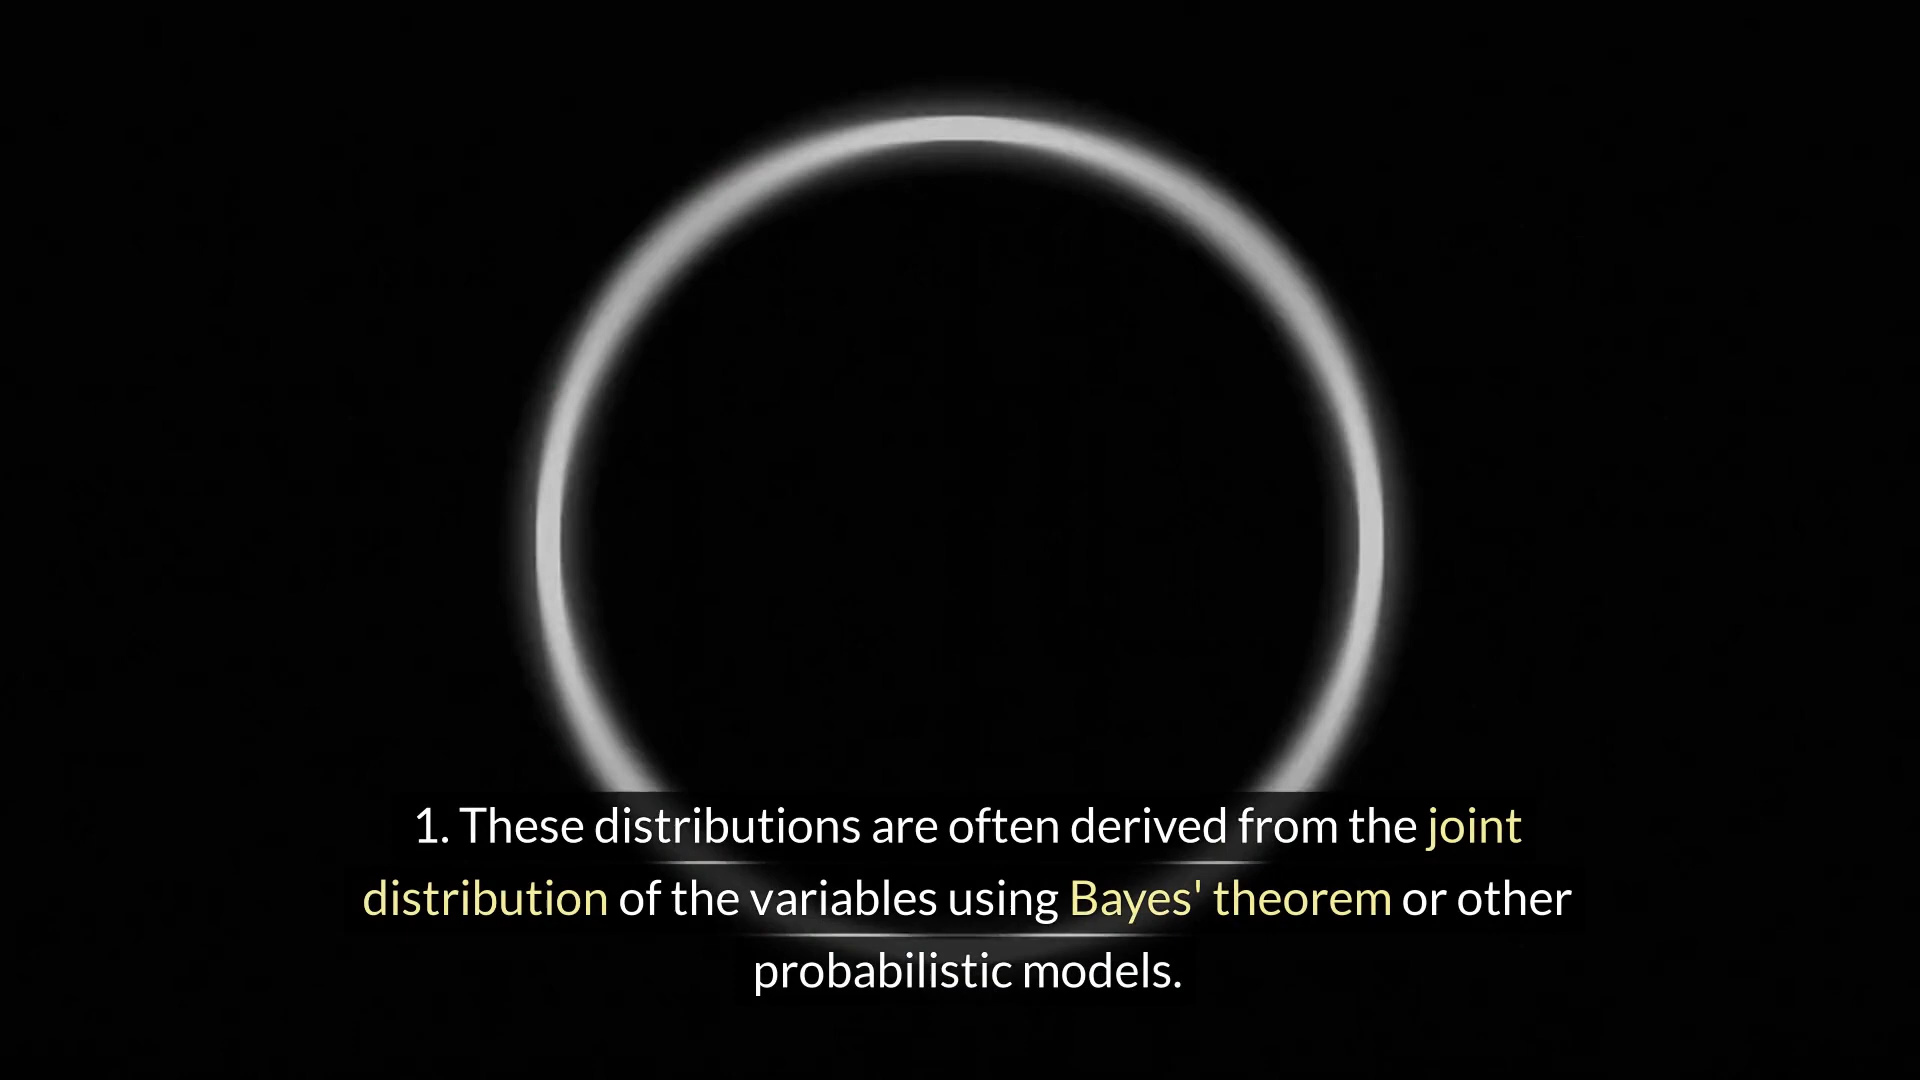 1. These distributions are often derived from the joint
distribution of the variables using Bayes' theorem or other
probabilistic models.